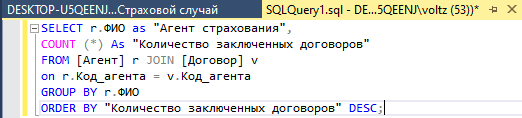 DESKTOP-U5QEENJ...Страховой случай
SQLQuery1.sql - DE...5QEENJ\voltz (53))*
SELECT r.ФИО as "Агент страхования",
COUNT (*) As "Количество заключенных договоров"
FROM [Агент] r JOIN [Договор] v
on r.Код_агента = v.Код_агента
GROUP BY r.ФИО
ORDER BY "Количество заключенных договоров" DESC;